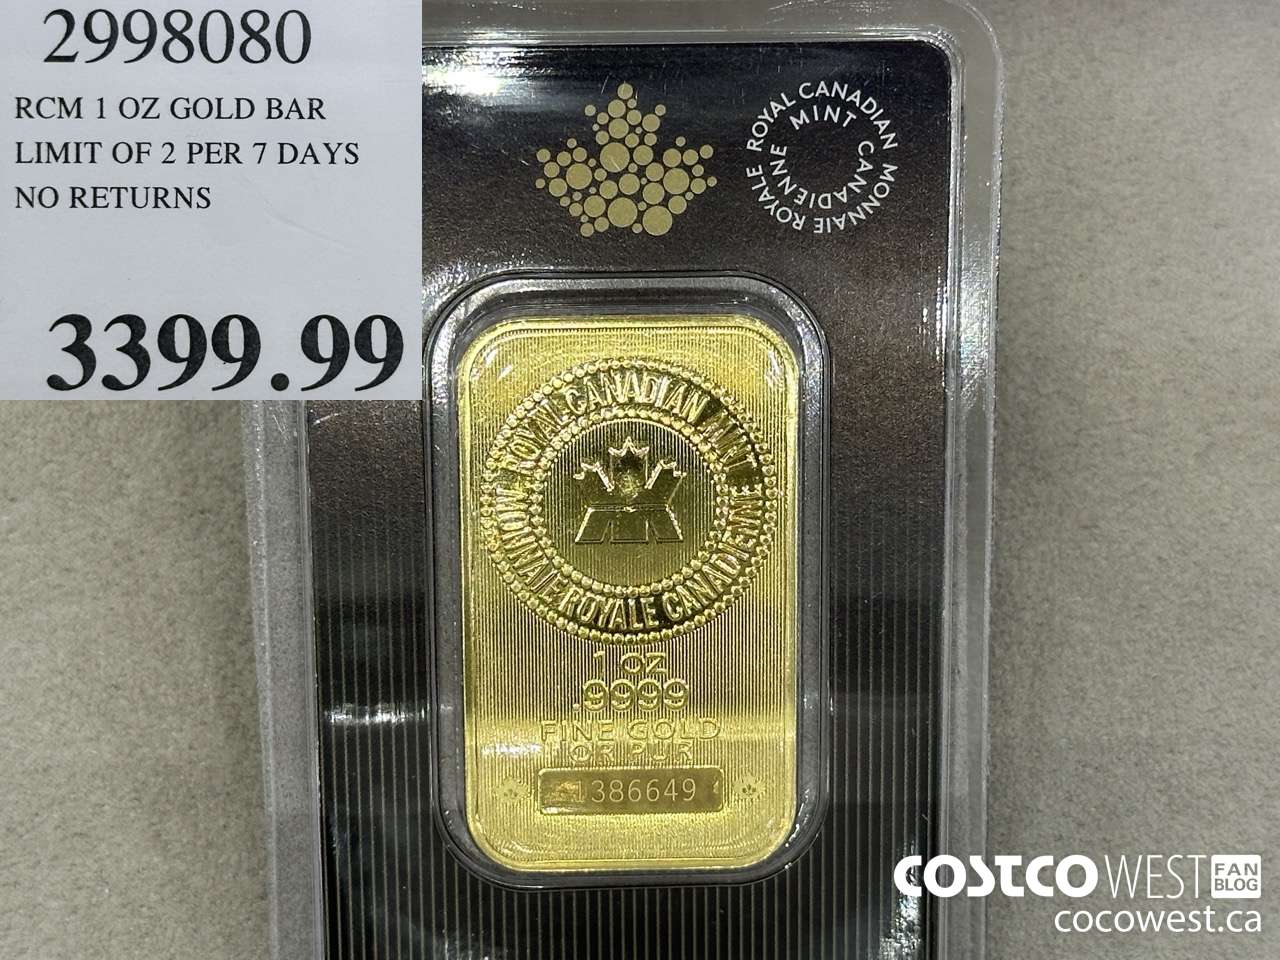 2998080
RCM 1 OZ GOLD BAR
LIMIT OF 2 PER 7 DAYS
NO RETURNS
3399.99
ROYAL CANADIAN MINT
MONNAIE ROYALE CANADIENNE
ROYAL CANADIAN MINT
MONNAIE ROYALE CANADIENNE
1 OZ
.9999
FINE GOLD
OR PUR
1386649
COSTCO WEST FAN BLOG
cocowest.ca